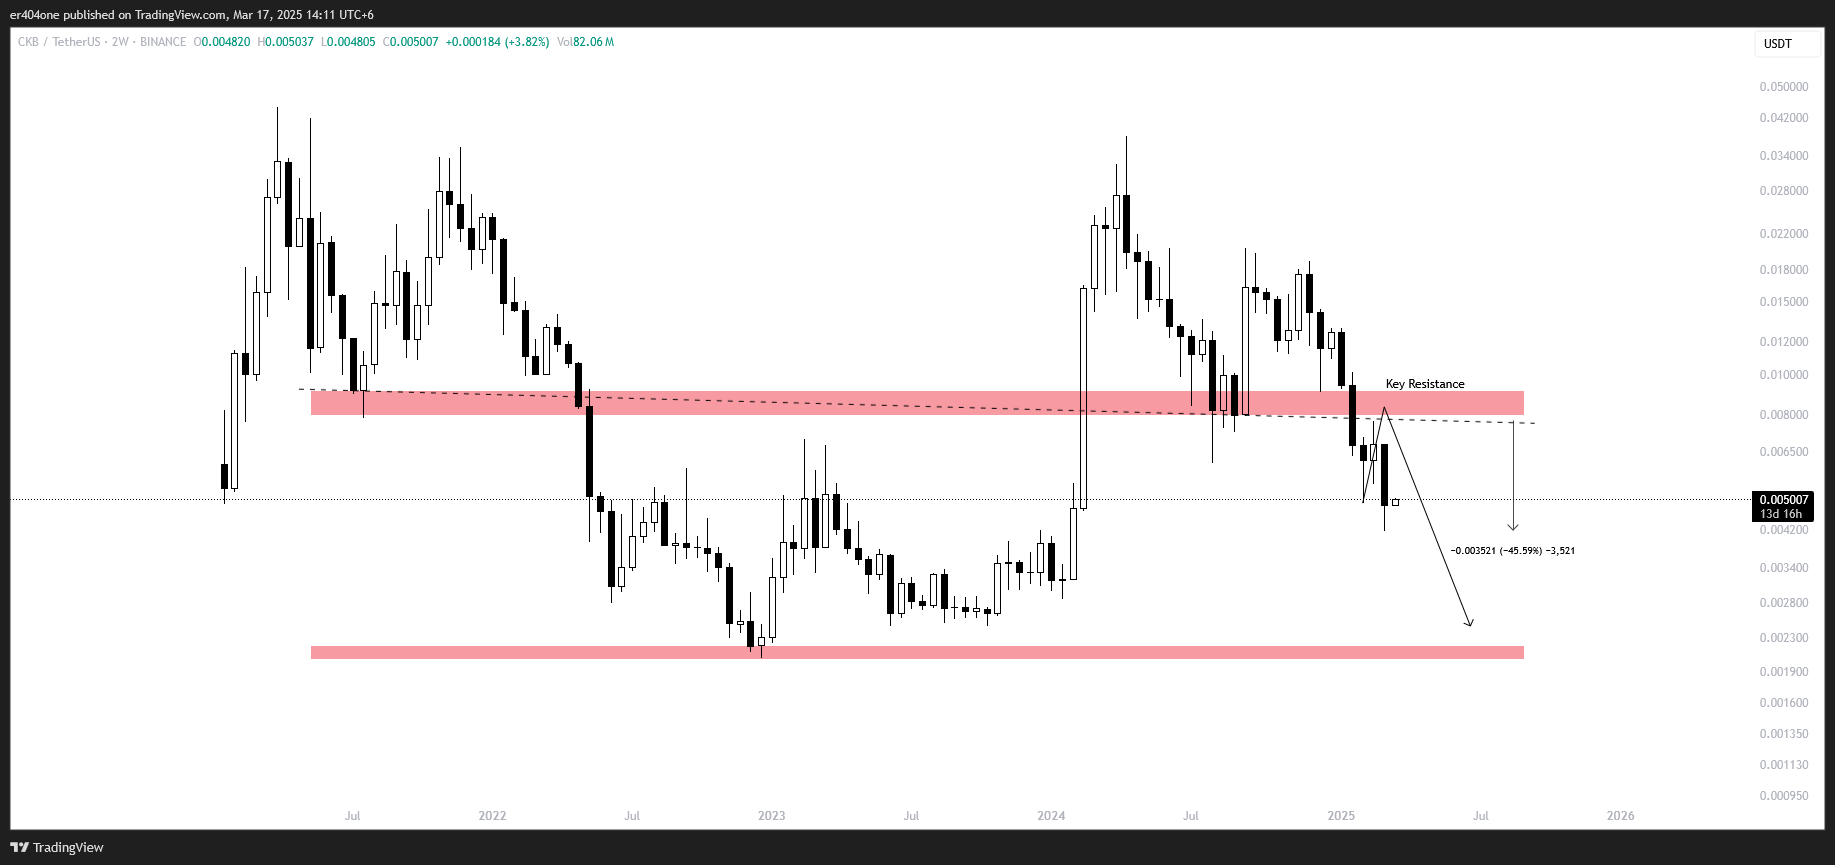 er404one published on TradingView.com, Mar 17, 2025 14:11 UTC+6
CKB / TetherUS · 2W · BINANCE O0.004820 H0.005037 L0.004805 C0.005007 +0.000184 (+3.82%) Vol82.06 M
USDT
0.050000
0.042000
0.034000
0.028000
0.022000
0.018000
0.015000
0.012000
0.010000
Key Resistance
0.008000
0.006500
0.005007
13d 16h
0.004200
−0.003521 (−45.59%) −3,521
0.003400
0.002800
0.002300
0.001900
0.001600
0.001350
0.001130
0.000950
Jul 2022 Jul 2023 Jul 2024 Jul 2025 Jul 2026
TradingView